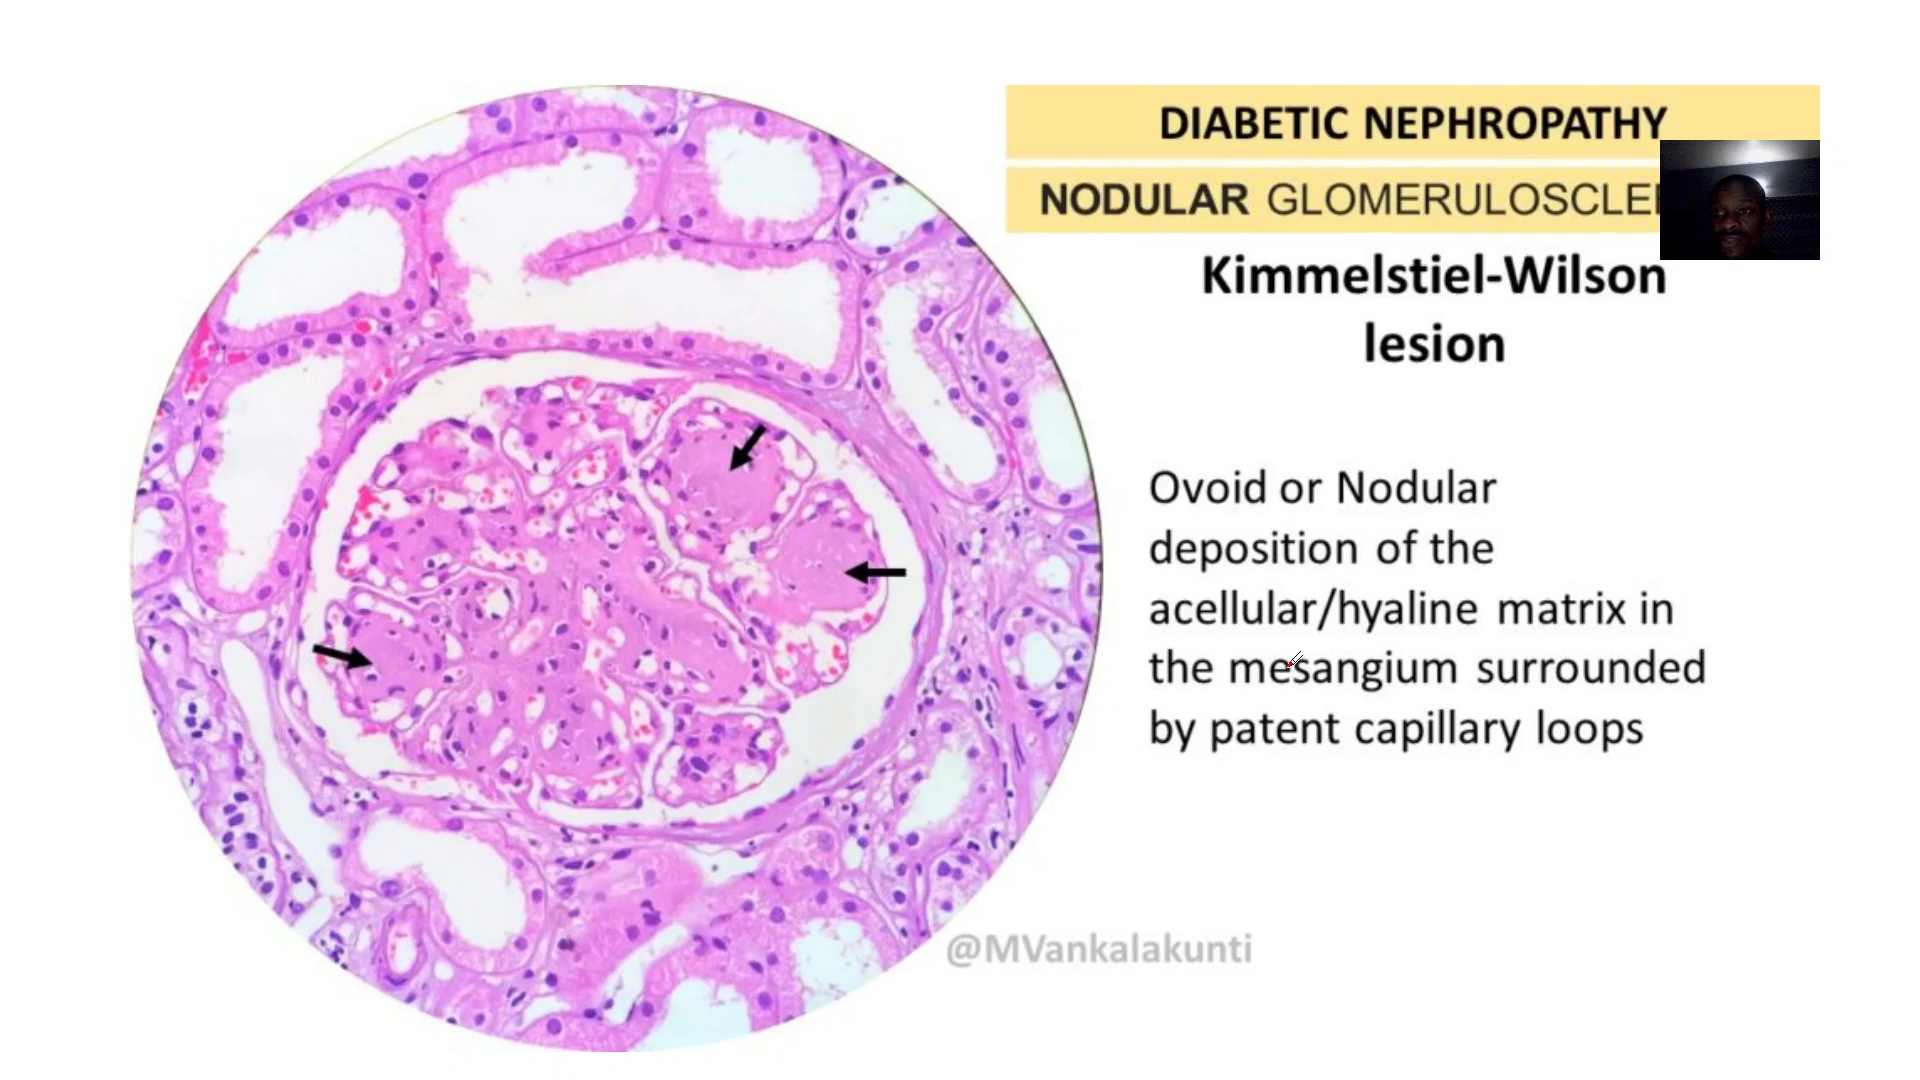 DIABETIC NEPHROPATHY
NODULAR
Kimmelstiel-Wilson
lesion
Ovoid or Nodular
deposition of the
acellular/hyaline matrix in
the mesangium surrounded
by patent capillary loops
@MVankalakunti